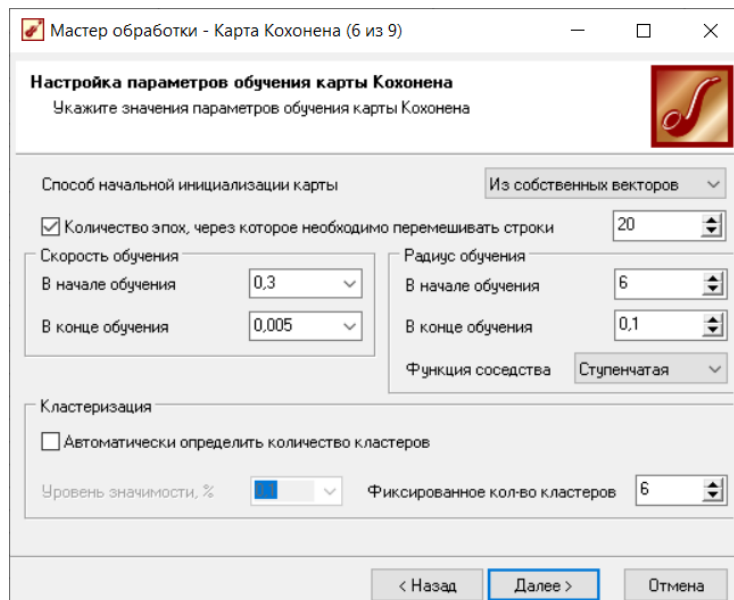 Мастер обработки - Карта Кохонена (6 из 9)
Настройка параметров обучения карты Кохонена
Укажите значения параметров обучения карты Кохонена
Способ начальной инициализации карты Из собственных векторов
Количество эпох, через которое необходимо перемешивать строки 20
Скорость обучения
В начале обучения 0,3
В конце обучения 0,005
Радиус обучения
В начале обучения 6
В конце обучения 0,1
Функция соседства Ступенчатая
Кластеризация
Автоматически определить количество кластеров
Уровень значимости, % 0,1 Фиксированное кол-во кластеров 6
< Назад Далее > Отмена